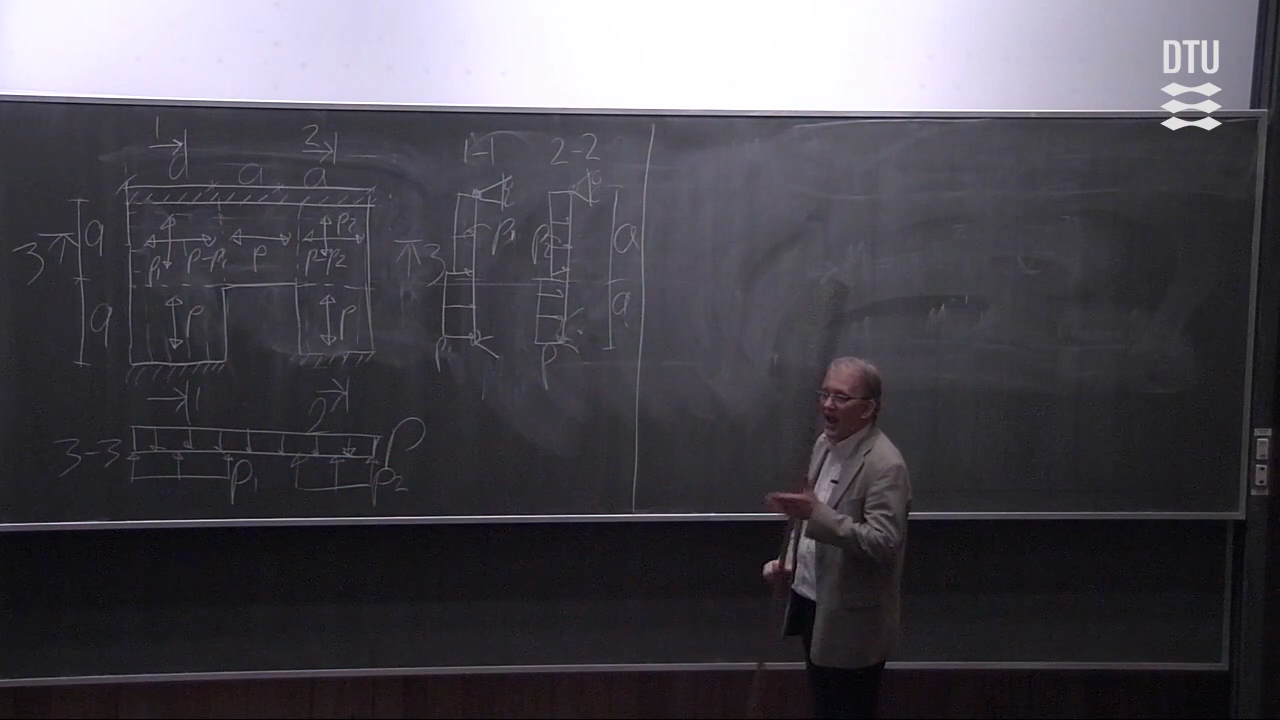 DTU
1 2 1-1 2-2
a a a
a P2
P P1 P2 a
3 P1 P-P1 P-P2 3
a P P a
P P
1 2
3-3 P
P1 P2